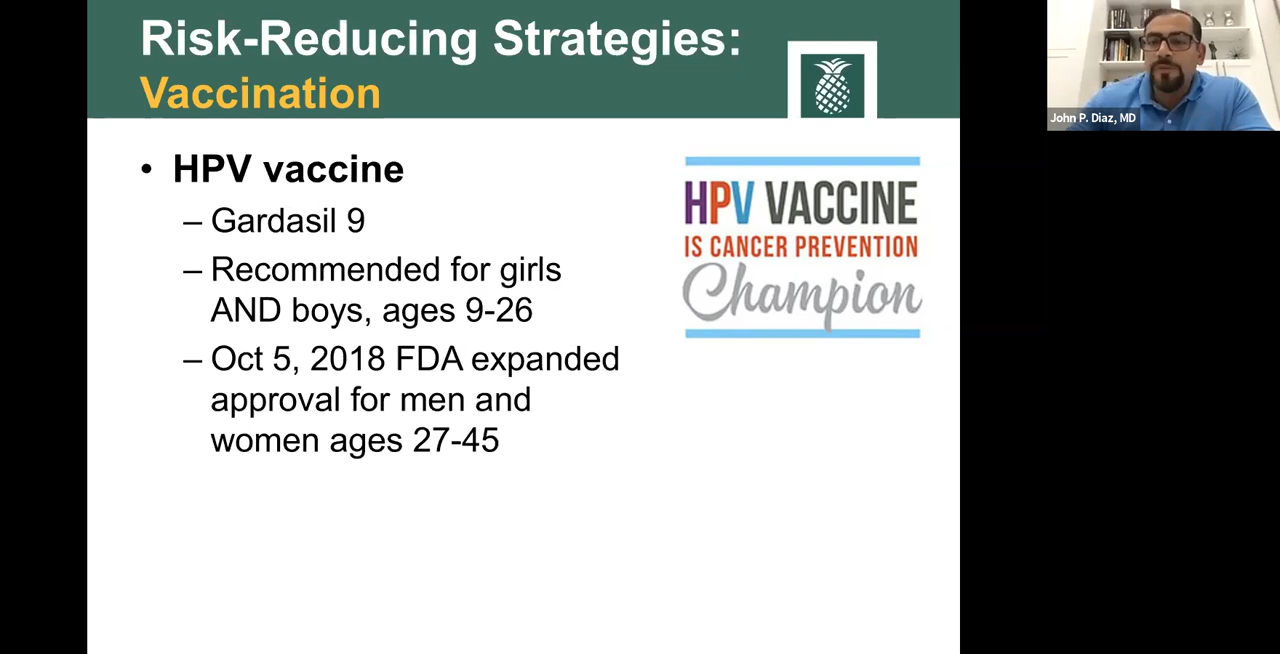 Risk-Reducing Strategies:
Vaccination
• HPV vaccine
– Gardasil 9
– Recommended for girls
AND boys, ages 9-26
– Oct 5, 2018 FDA expanded
approval for men and
women ages 27-45
HPV VACCINE
IS CANCER PREVENTION
Champion
John P. Diaz, MD